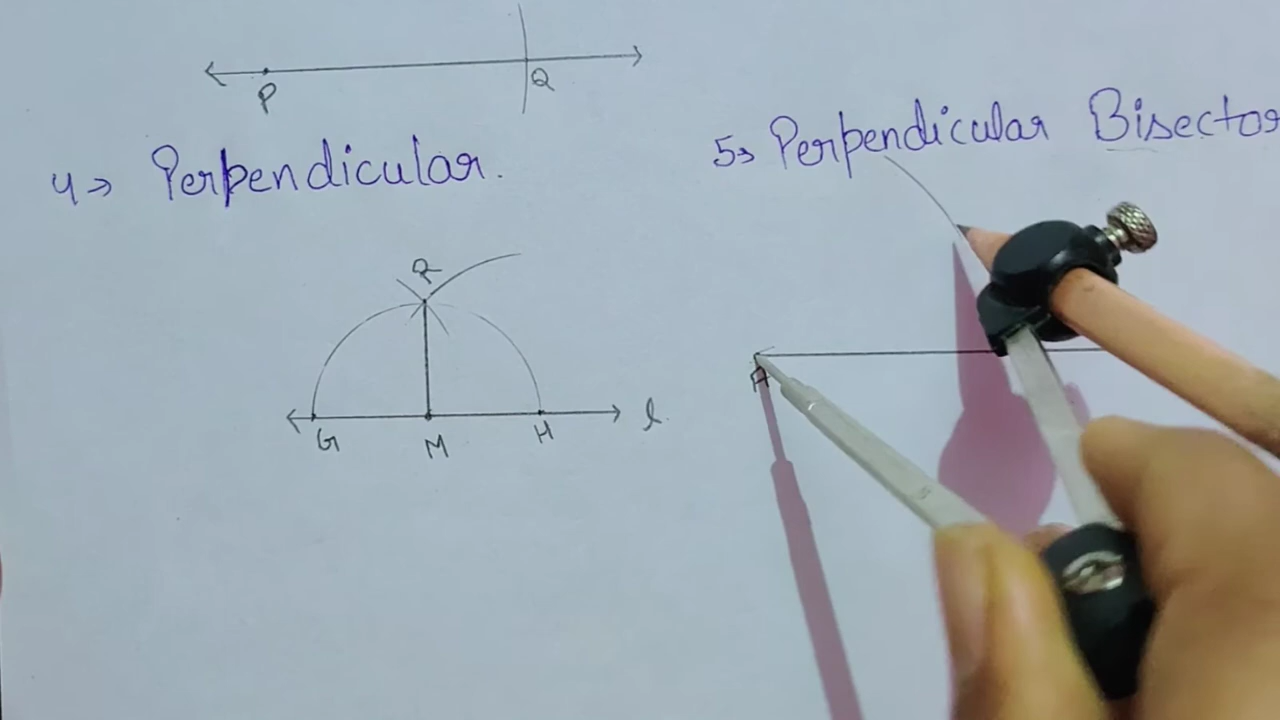 P Q
4→ Perpendicular.
R
G M H l.
5→ Perpendicular Bisector
A